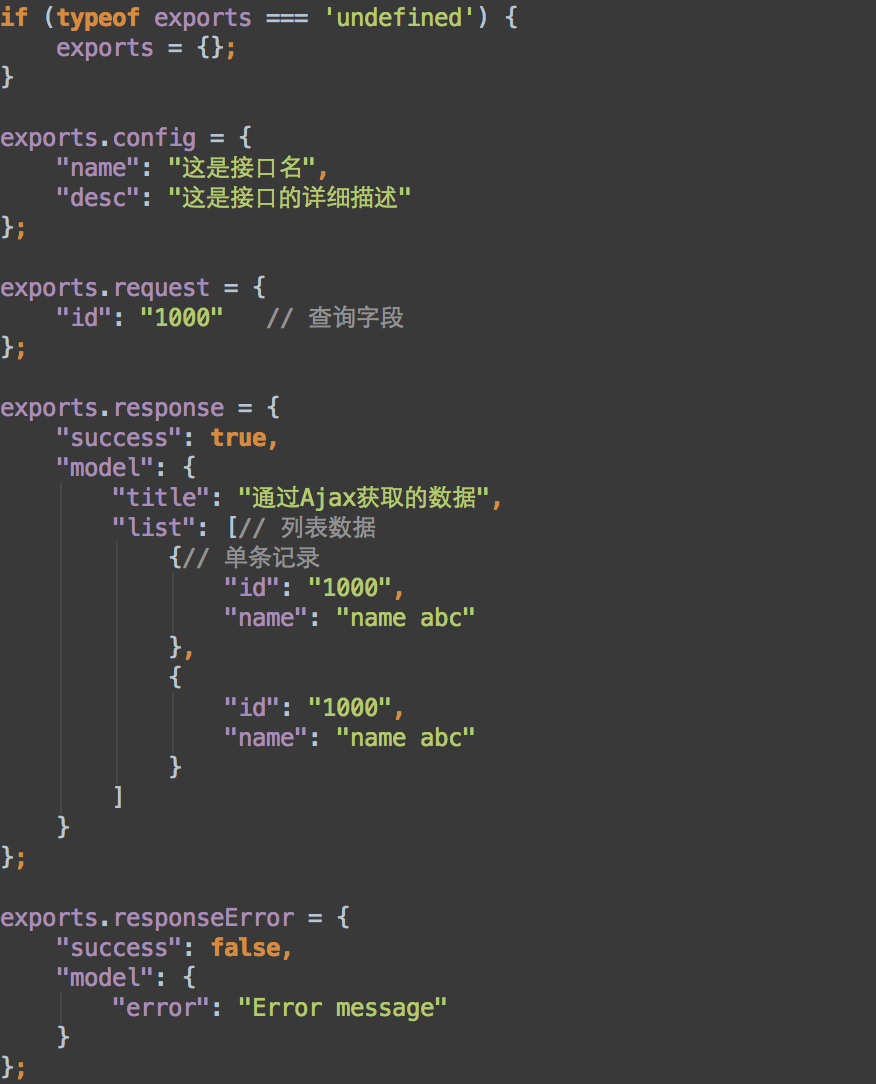 if (typeof exports === 'undefined') {
    exports = {};
}

exports.config = {
    "name": "这是接口名",
    "desc": "这是接口的详细描述"
};

exports.request = {
    "id": "1000"   // 查询字段
};

exports.response = {
    "success": true,
    "model": {
        "title": "通过Ajax获取的数据",
        "list": [// 列表数据
            {// 单条记录
                "id": "1000",
                "name": "name abc"
            },
            {
                "id": "1000",
                "name": "name abc"
            }
        ]
    }
};

exports.responseError = {
    "success": false,
    "model": {
        "error": "Error message"
    }
};